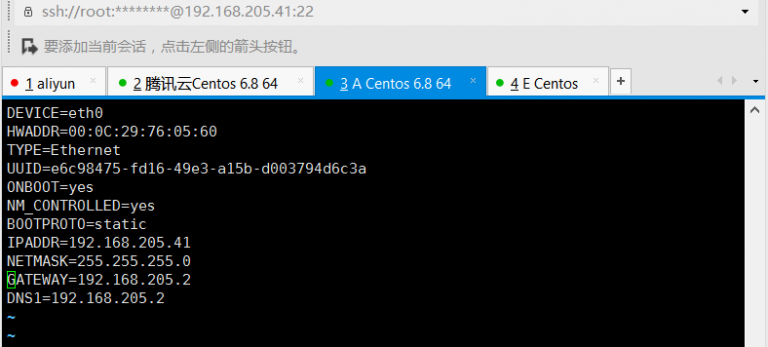 ssh://root:********@192.168.205.41:22
要添加当前会话，点击左侧的箭头按钮。
1 aliyun × 2 腾讯云Centos 6.8 64 × 3 A Centos 6.8 64 × 4 E Centos × +
DEVICE=eth0
HWADDR=00:0C:29:76:05:60
TYPE=Ethernet
UUID=e6c98475-fd16-49e3-a15b-d003794d6c3a
ONBOOT=yes
NM_CONTROLLED=yes
BOOTPROTO=static
IPADDR=192.168.205.41
NETMASK=255.255.255.0
GATEWAY=192.168.205.2
DNS1=192.168.205.2
~
~